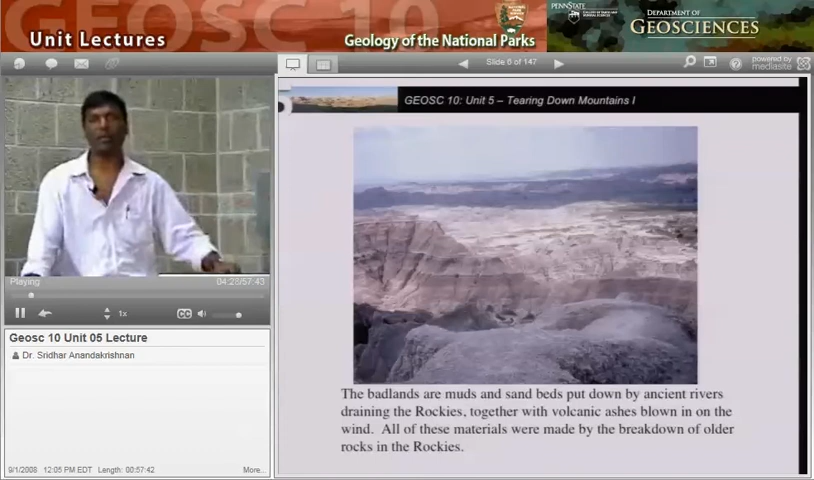 GEOSC 10
Unit Lectures
Geology of the National Parks
PENNSTATE
DEPARTMENT OF
GEOSCIENCES
Slide 6 of 147
powered by
mediasite
GEOSC 10: Unit 5 – Tearing Down Mountains I
Playing
04:28/57:43
1x
CC
Geosc 10 Unit 05 Lecture
Dr. Sridhar Anandakrishnan
9/1/2008 12:05 PM EDT Length: 00:57:42
More..
The badlands are muds and sand beds put down by ancient rivers
draining the Rockies, together with volcanic ashes blown in on the
wind. All of these materials were made by the breakdown of older
rocks in the Rockies.